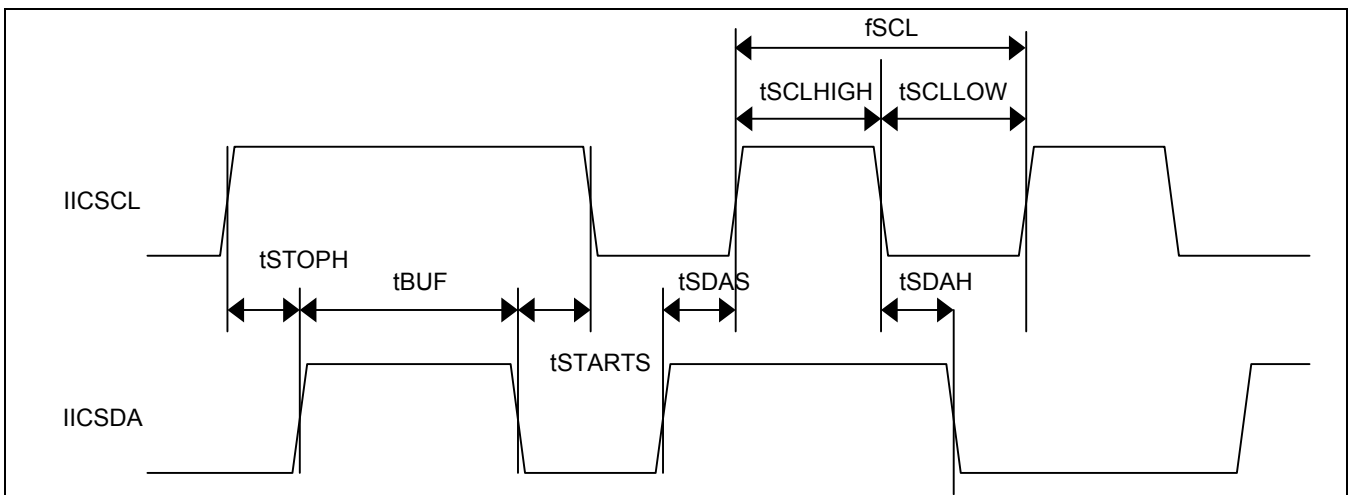 fSCL
tSCLHIGH tSCLLOW
IICSCL
tSTOPH
tBUF tSDAS tSDAH
tSTARTS
IICSDA